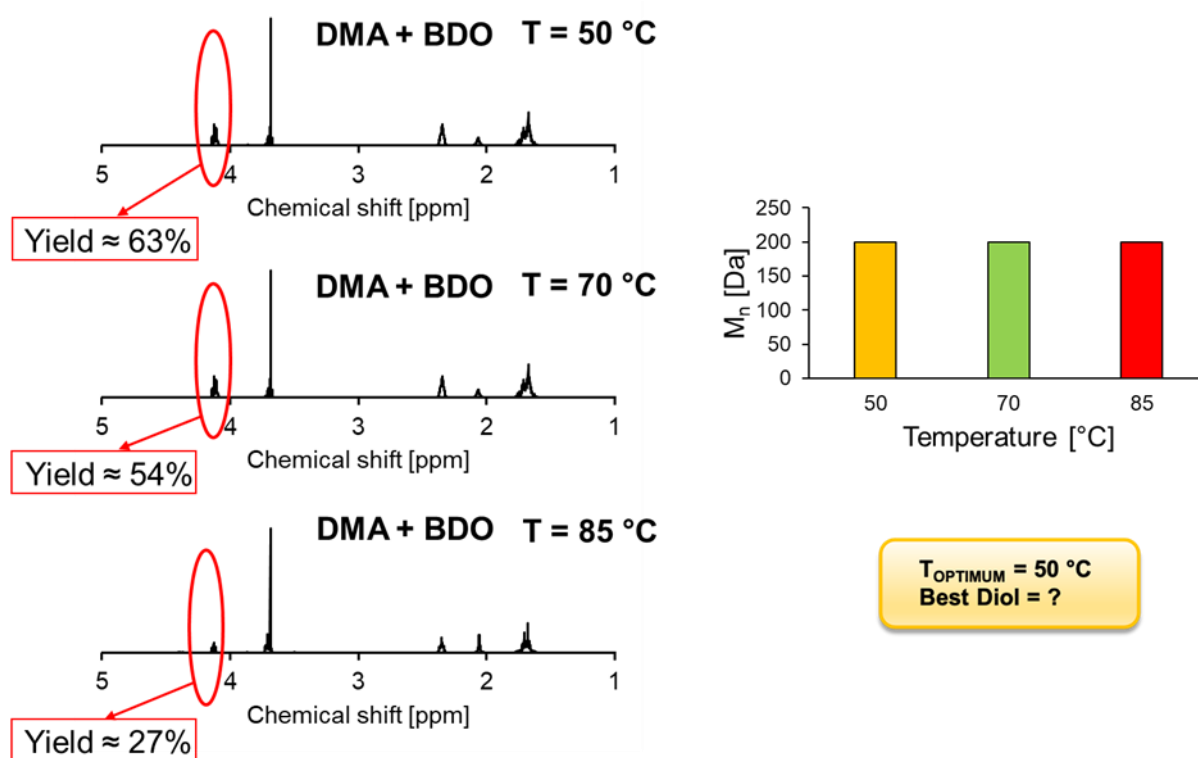 DMA + BDO T = 50 °C
5 4 3 2 1
Chemical shift [ppm]
Yield ≈ 63%
DMA + BDO T = 70 °C
5 4 3 2 1
Chemical shift [ppm]
Yield ≈ 54%
DMA + BDO T = 85 °C
5 4 3 2 1
Chemical shift [ppm]
Yield ≈ 27%
250
200
150
100
50
0
Mn [Da]
50 70 85
Temperature [°C]
TOPTIMUM = 50 °C
Best Diol = ?